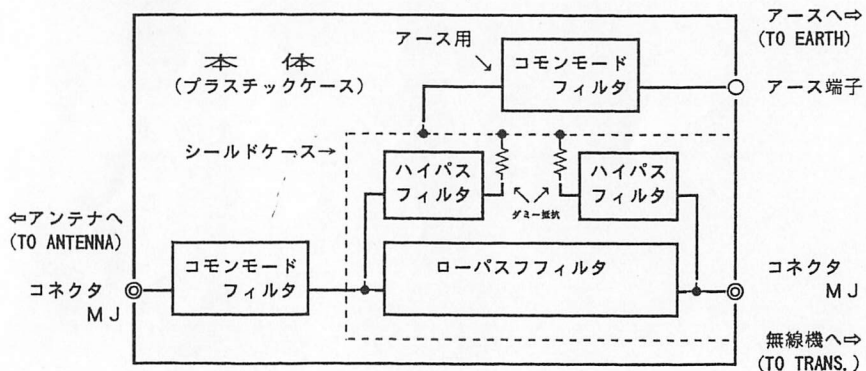 アースへ⇨
(TO EARTH)
アース用
本 体
(プラスチックケース)
コモンモード
フィルタ
アース端子
シールドケース→
ハイパス
フィルタ
ダミー抵抗
ハイパス
フィルタ
⇦アンテナへ
(TO ANTENNA)
コモンモード
フィルタ
ローパスフフィルタ
コネクタ
MJ
コネクタ
MJ
無線機へ⇨
(TO TRANS.)